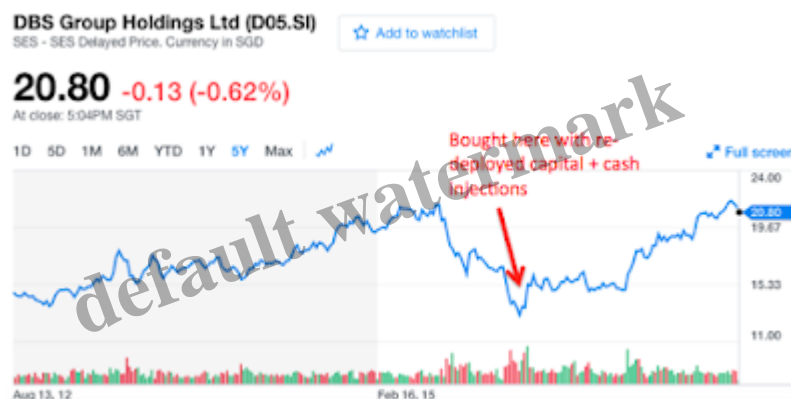 DBS Group Holdings Ltd (D05.SI)
SES - SES Delayed Price. Currency in SGD
Add to watchlist
20.80 -0.13 (-0.62%)
At close: 5:04PM SGT
1D 5D 1M 6M YTD 1Y 5Y Max
Full screen
Bought here with re-
deployed capital + cash
injections
24.00
20.80
19.67
15.33
11.00
Aug 13, 12
Feb 16, 15
default watermark